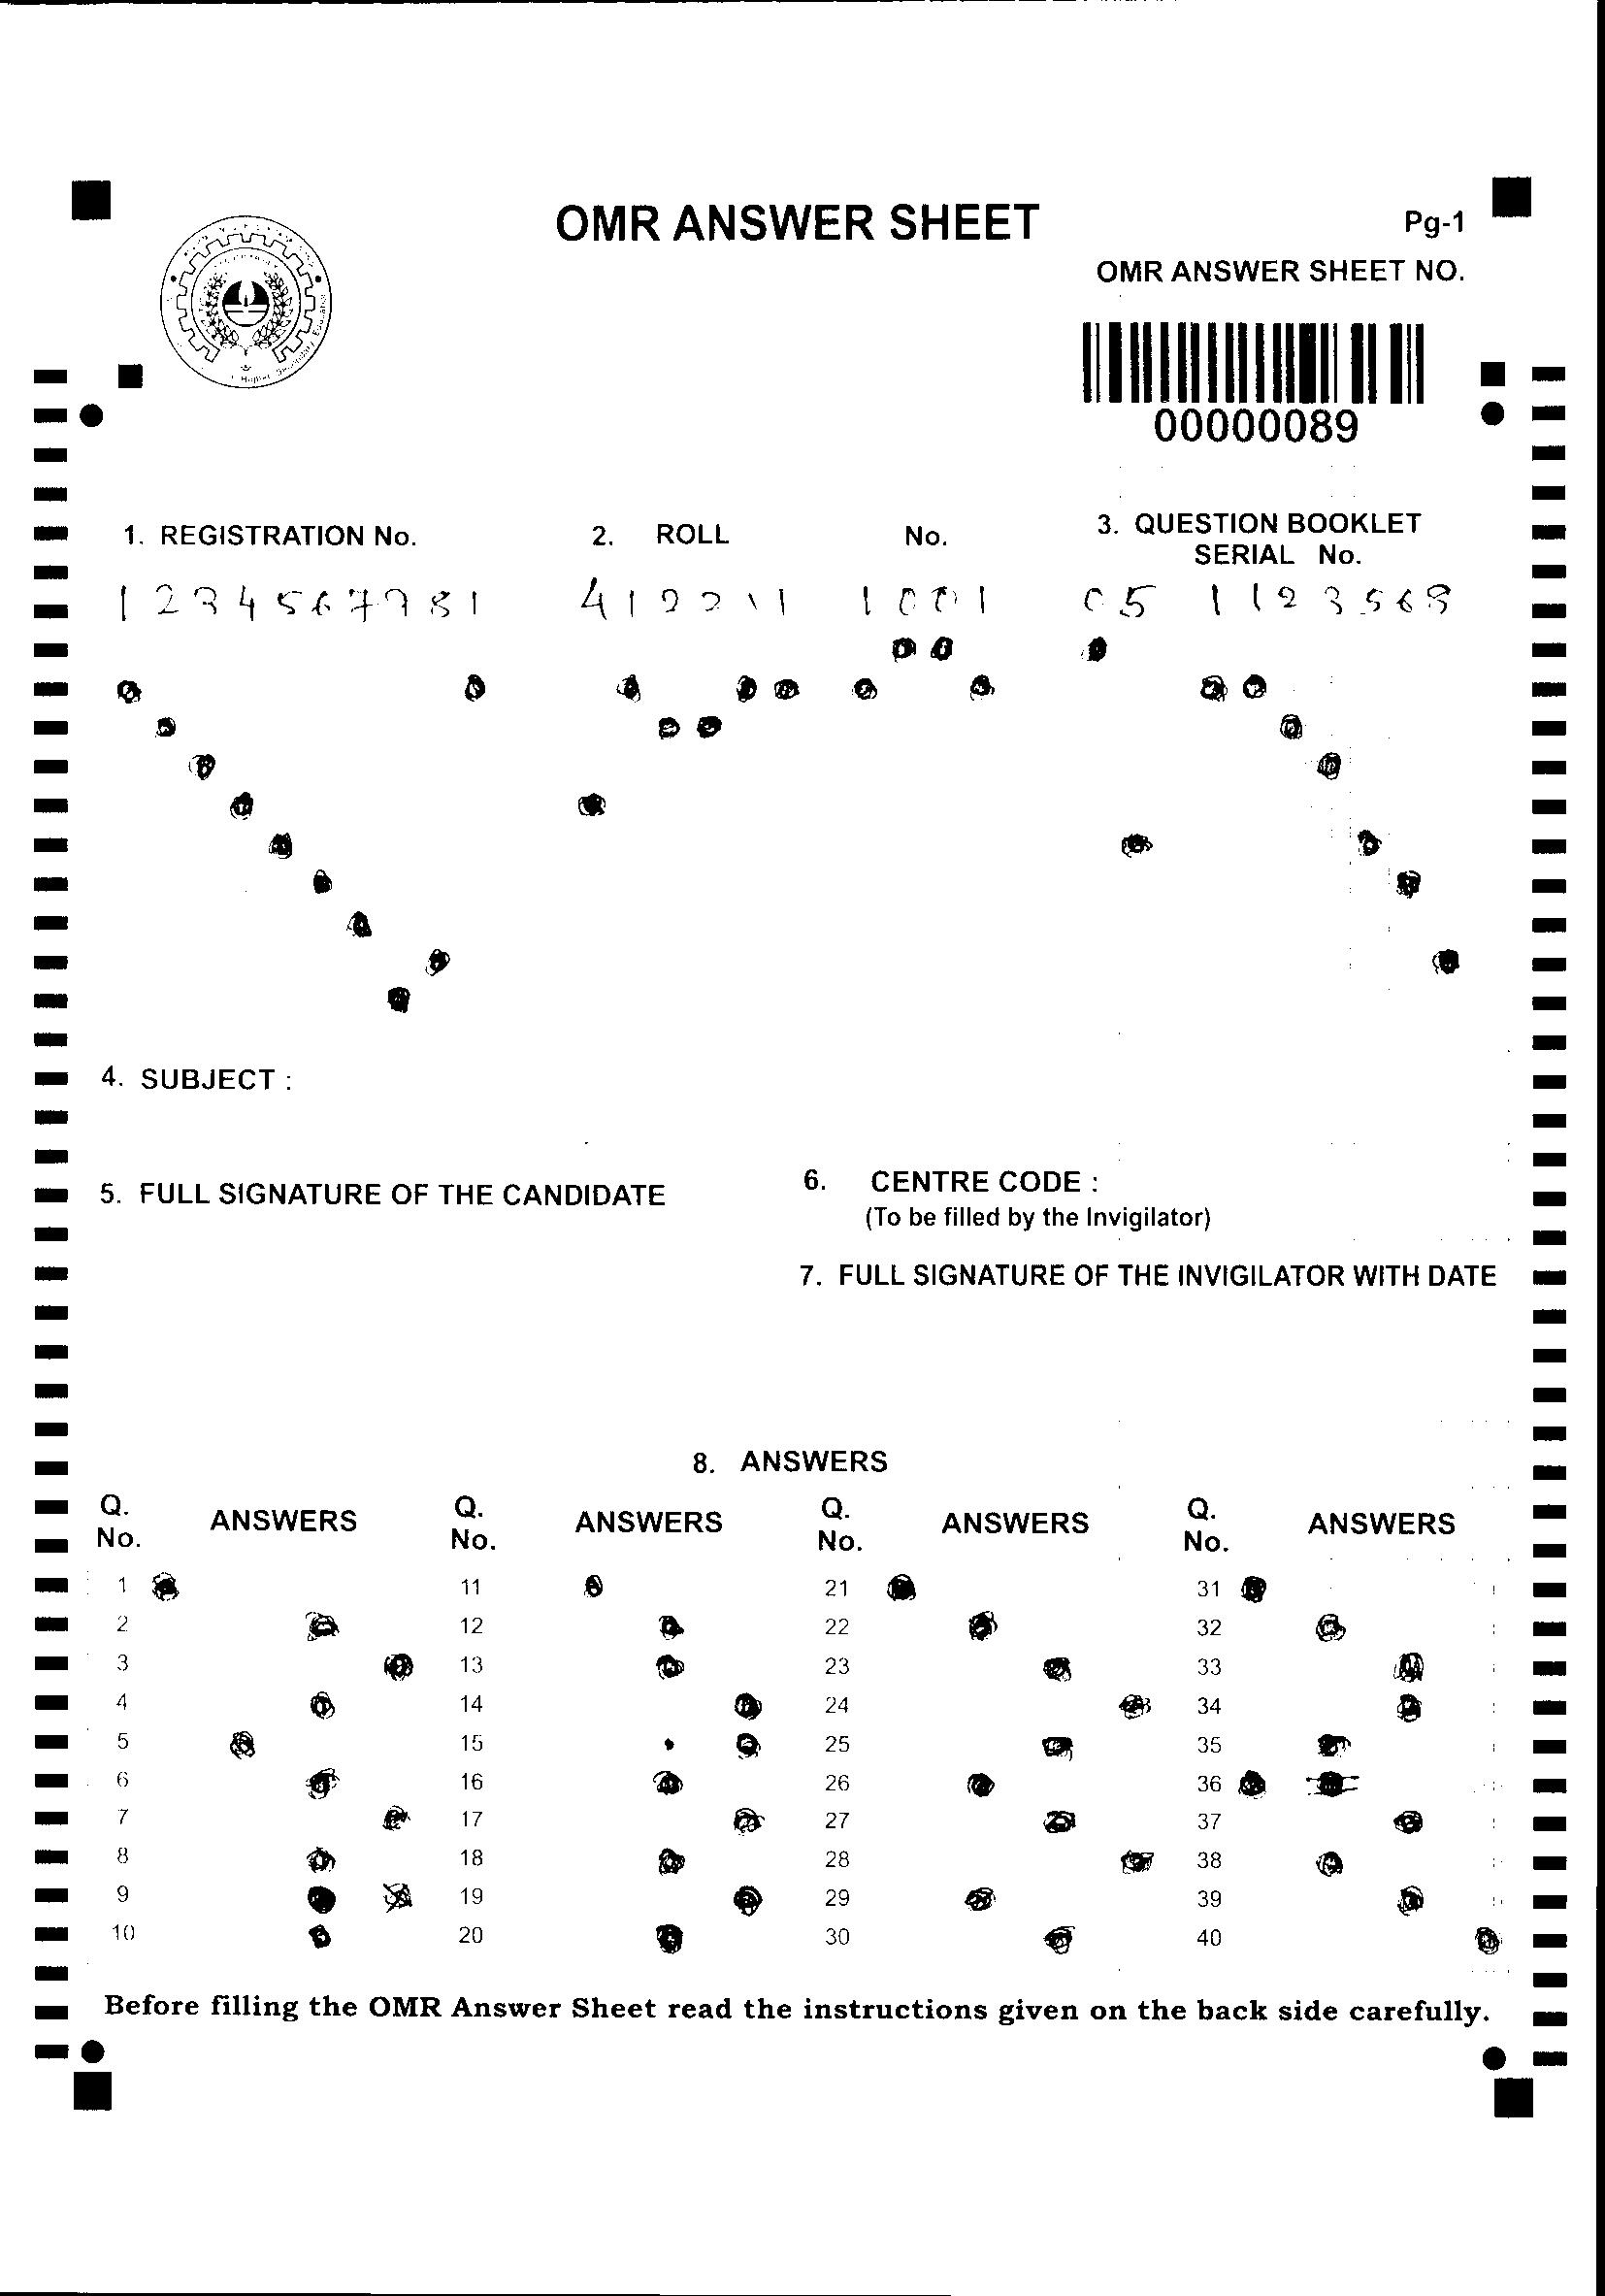 OMR ANSWER SHEET
Pg-1
OMR ANSWER SHEET NO.
00000089
1. REGISTRATION No.
2. ROLL No.
3. QUESTION BOOKLET
SERIAL No.
1234567981
412211 1001
05 1123568
4. SUBJECT :
5. FULL SIGNATURE OF THE CANDIDATE
6. CENTRE CODE :
(To be filled by the Invigilator)
7. FULL SIGNATURE OF THE INVIGILATOR WITH DATE
8. ANSWERS
Q. No. ANSWERS Q. No. ANSWERS Q. No. ANSWERS Q. No. ANSWERS
1 11 21 31
2 12 22 32
3 13 23 33
4 14 24 34
5 15 25 35
6 16 26 36
7 17 27 37
8 18 28 38
9 19 29 39
10 20 30 40
Before filling the OMR Answer Sheet read the instructions given on the back side carefully.